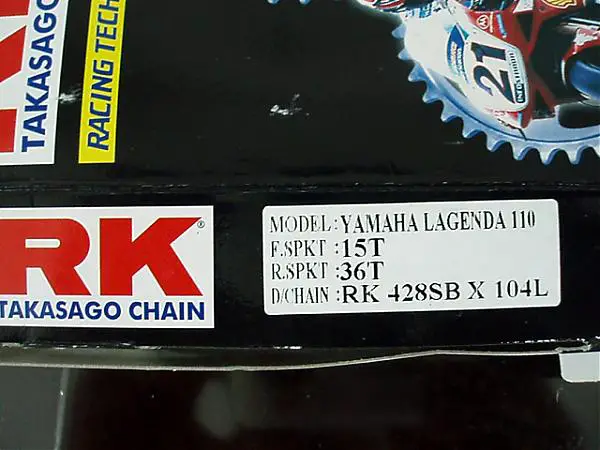 TAKASAGO
RACING TECH
21
RK®
TAKASAGO CHAIN
MODEL:YAMAHA LAGENDA 110
F.SPKT :15T
R.SPKT :36T
D/CHAIN :RK 428SB X 104L